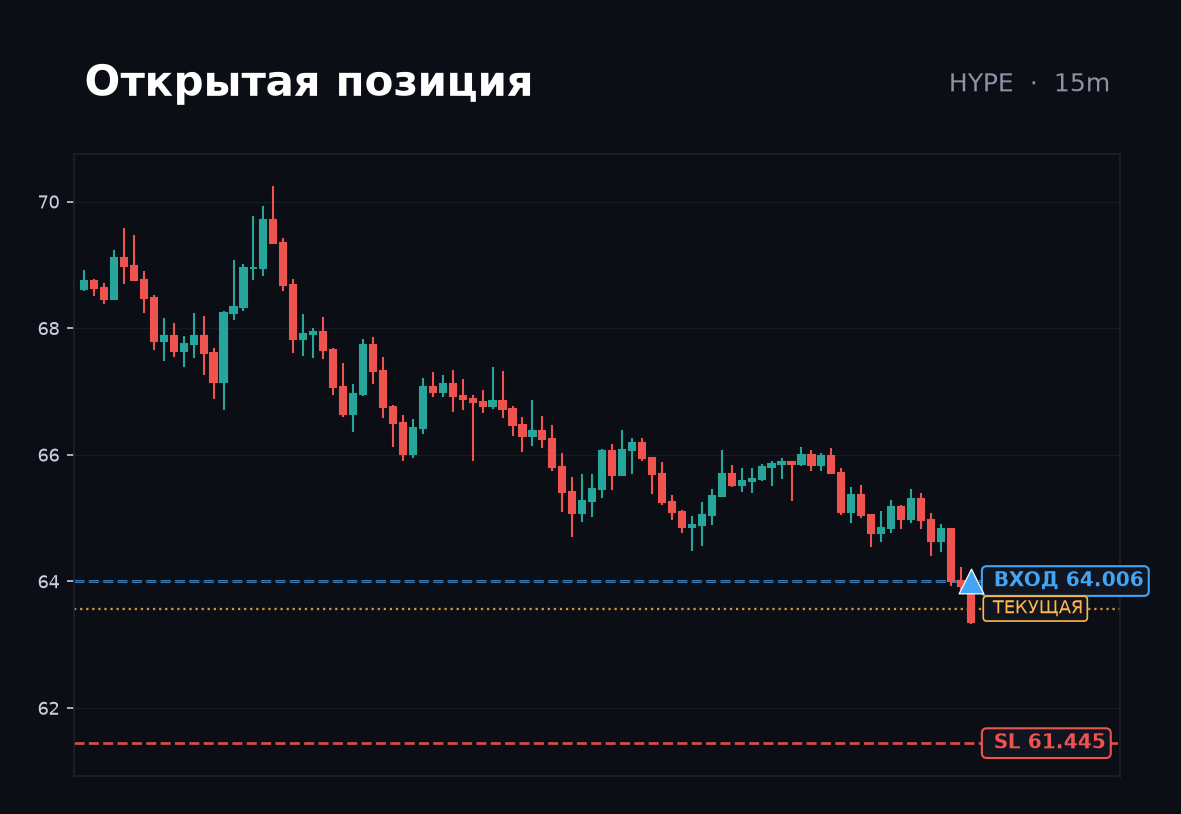 Открытая позиция
HYPE · 15m
70
68
66
64
62
ВХОД 64.006
ТЕКУЩАЯ
SL 61.445